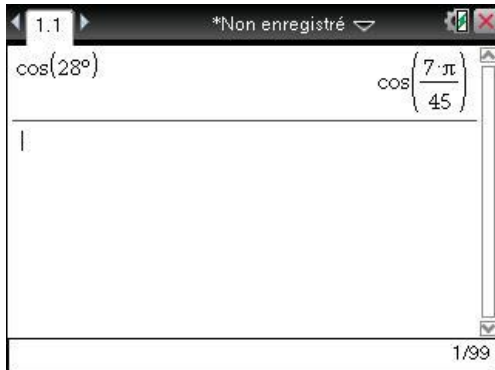 1.1 *Non enregistré
cos(28°) cos(7·π/45)
1/99